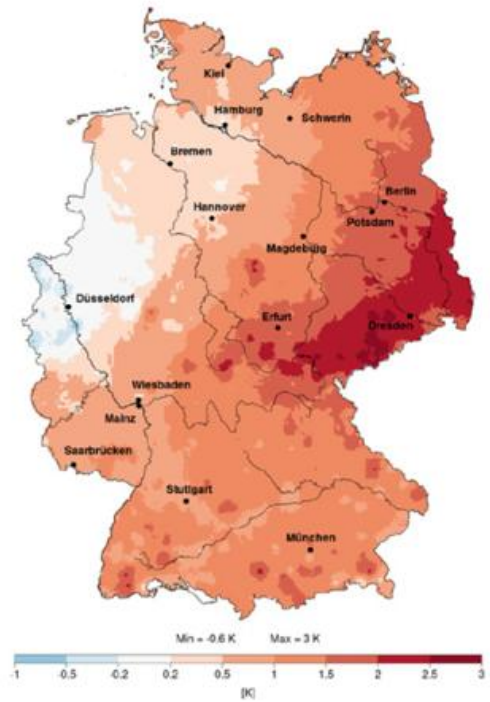 Kiel
Hamburg
Schwerin
Bremen
Berlin
Hannover
Potsdam
Magdeburg
Düsseldorf
Erfurt
Dresden
Wiesbaden
Mainz
Saarbrücken
Stuttgart
München
Min = -0.6 K Max = 3 K
-1 -0.5 -0.2 0.2 0.5 1 1.5 2 2.5 3
[K]